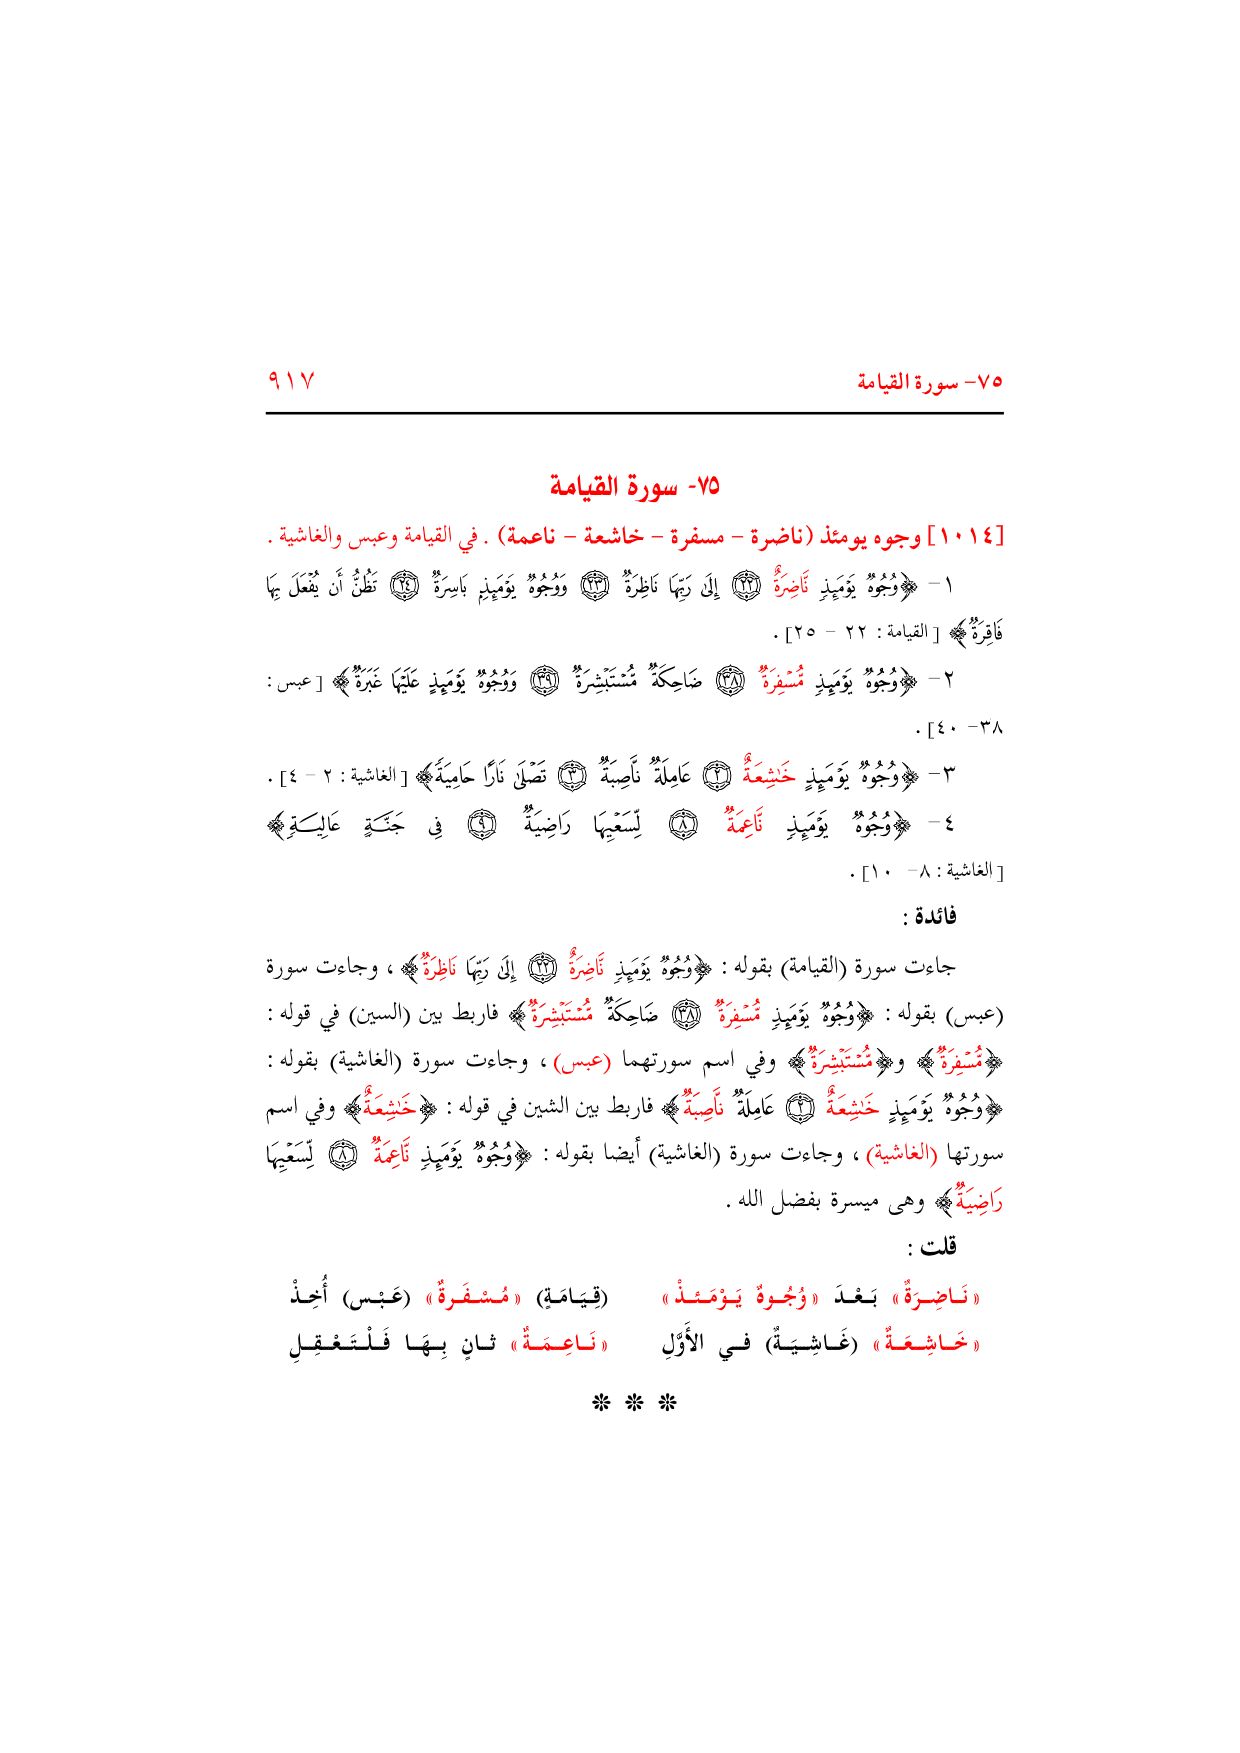 ٧٥- سورة القيامة ٩١٧
٧٥- سورة القيامة
[١٠١٤] وجوه يومئذ (ناضرة – مسفرة – خاشعة – ناعمة) . في القيامة وعبس والغاشية .
١– ﴿وُجُوهٌ يَوْمَئِذٍ نَّاضِرَةٌ ﴿٢٢﴾ إِلَىٰ رَبِّهَا نَاظِرَةٌ ﴿٢٣﴾ وَوُجُوهٌ يَوْمَئِذٍ بَاسِرَةٌ ﴿٢٤﴾ تَظُنُّ أَن يُفْعَلَ بِهَا
فَاقِرَةٌ﴾ [القيامة : ٢٢ – ٢٥] .
٢– ﴿وُجُوهٌ يَوْمَئِذٍ مُّسْفِرَةٌ ﴿٣٨﴾ ضَاحِكَةٌ مُّسْتَبْشِرَةٌ ﴿٣٩﴾ وَوُجُوهٌ يَوْمَئِذٍ عَلَيْهَا غَبَرَةٌ﴾ [عبس :
٣٨– ٤٠] .
٣– ﴿وُجُوهٌ يَوْمَئِذٍ خَٰشِعَةٌ ﴿٢﴾ عَامِلَةٌ نَّاصِبَةٌ ﴿٣﴾ تَصْلَىٰ نَارًا حَامِيَةً﴾ [الغاشية : ٢ – ٤] .
٤– ﴿وُجُوهٌ يَوْمَئِذٍ نَّاعِمَةٌ ﴿٨﴾ لِّسَعْيِهَا رَاضِيَةٌ ﴿٩﴾ فِى جَنَّةٍ عَالِيَةٍ﴾
[الغاشية : ٨– ١٠] .
فائدة :
جاءت سورة (القيامة) بقوله : ﴿وُجُوهٌ يَوْمَئِذٍ نَّاضِرَةٌ ﴿٢٢﴾ إِلَىٰ رَبِّهَا نَاظِرَةٌ﴾ ، وجاءت سورة
(عبس) بقوله : ﴿وُجُوهٌ يَوْمَئِذٍ مُّسْفِرَةٌ ﴿٣٨﴾ ضَاحِكَةٌ مُّسْتَبْشِرَةٌ﴾ فاربط بين (السين) في قوله :
﴿مُّسْفِرَةٌ﴾ و﴿مُّسْتَبْشِرَةٌ﴾ وفي اسم سورتهما (عبس) ، وجاءت سورة (الغاشية) بقوله :
﴿وُجُوهٌ يَوْمَئِذٍ خَٰشِعَةٌ ﴿٢﴾ عَامِلَةٌ نَّاصِبَةٌ﴾ فاربط بين الشين في قوله : ﴿خَٰشِعَةٌ﴾ وفي اسم
سورتها (الغاشية) ، وجاءت سورة (الغاشية) أيضا بقوله : ﴿وُجُوهٌ يَوْمَئِذٍ نَّاعِمَةٌ ﴿٨﴾ لِّسَعْيِهَا
رَاضِيَةٌ﴾ وهى ميسرة بفضل الله .
قلت :
«نَاضِرَةٌ» بَعْدَ «وُجُوهٌ يَوْمَئذْ» (قِيَامَةٍ) «مُسْفَرةٌ» (عَبْس) أُخِذْ
«خَاشِعَةٌ» (غَاشِيَةٌ) في الأَوَّلِ «نَاعِمَةٌ» ثانٍ بِهَا فَلْتَعْقِلِ
❊ ❊ ❊